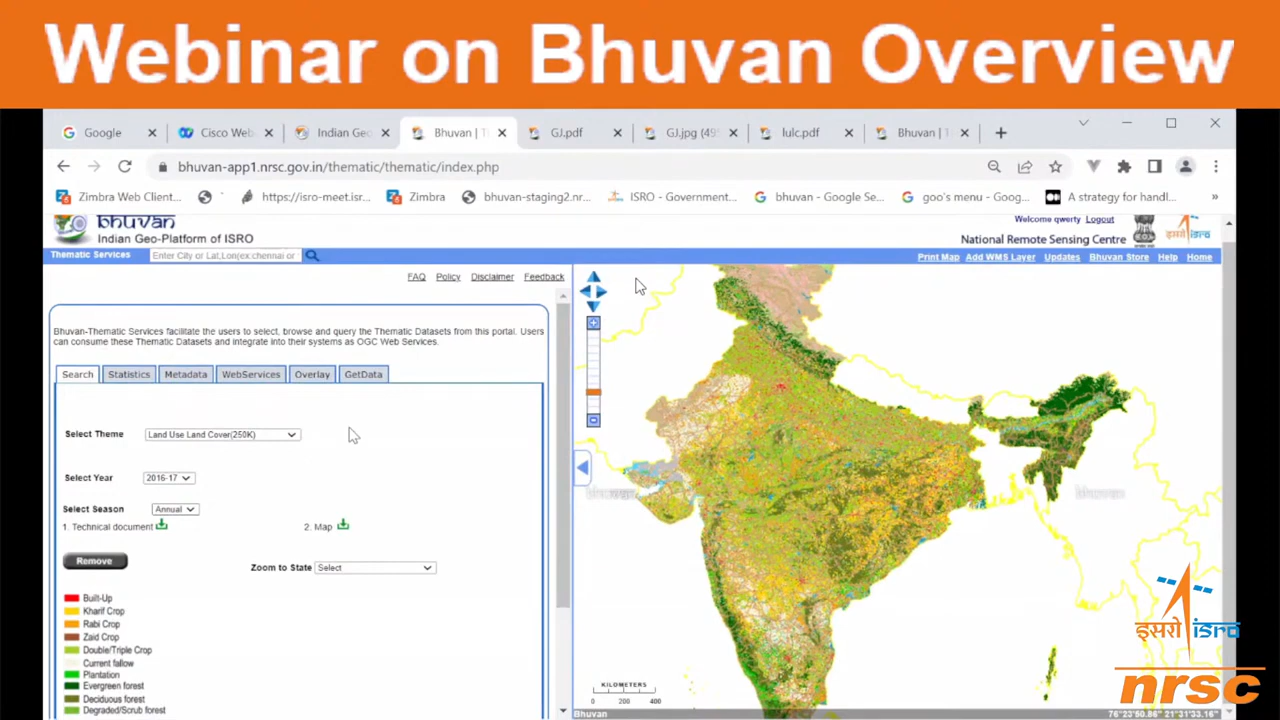 Webinar on Bhuvan Overview
Google
Cisco Web
Indian Geo
Bhuvan | T
GJ.pdf
GJ.jpg (49
lulc.pdf
Bhuvan |
bhuvan-app1.nrsc.gov.in/thematic/thematic/index.php
Zimbra Web Client...
https://isro-meet.isr...
Zimbra
bhuvan-staging2.nr...
ISRO - Government...
bhuvan - Google Se...
goo's menu - Goog...
A strategy for handl...
»
bhuvan
Indian Geo-Platform of ISRO
Welcome qwerty Logout
National Remote Sensing Centre
isro
Thematic Services
Enter City or Lat,Lon(ex.chennai or
Print Map Add WMS Layer Updates Bhuvan Store Help Home
FAQ Policy Disclaimer Feedback
Bhuvan-Thematic Services facilitate the users to select, browse and query the Thematic Datasets from this portal. Users
can consume these Thematic Datasets and integrate into their systems as OGC Web Services.
Search Statistics Metadata WebServices Overlay GetData
Select Theme Land Use Land Cover(250K)
Select Year 2016-17
Select Season Annual
1. Technical document
2. Map
Remove
Zoom to State Select
Built-Up
Kharif Crop
Rabi Crop
Zaid Crop
Double/Triple Crop
Current fallow
Plantation
Evergreen forest
Deciduous forest
Degraded/Scrub forest
Bhuvan
Bhuvan
KILOMETERS
0 200 400
Bhuvan
76°23'50.86" 21°31'33.16"
इसरो isro
nrsc